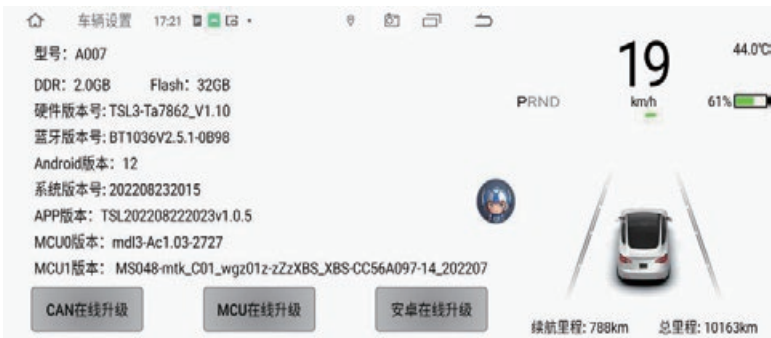 车辆设置 17:21
型号：A007
DDR：2.0GB Flash：32GB
硬件版本号：TSL3-Ta7862_V1.10
蓝牙版本号：BT1036V2.5.1-0B98
Android版本：12
系统版本号：202208232015
APP版本：TSL202208222023v1.0.5
MCU0版本：mdl3-Ac1.03-2727
MCU1版本：MS048-mtk_C01_wgz01z-zZzXBS_XBS-CC56A097-14_202207
CAN在线升级 MCU在线升级 安卓在线升级
19
km/h
44.0°C
PRND
61%
续航里程：788km 总里程：10163km